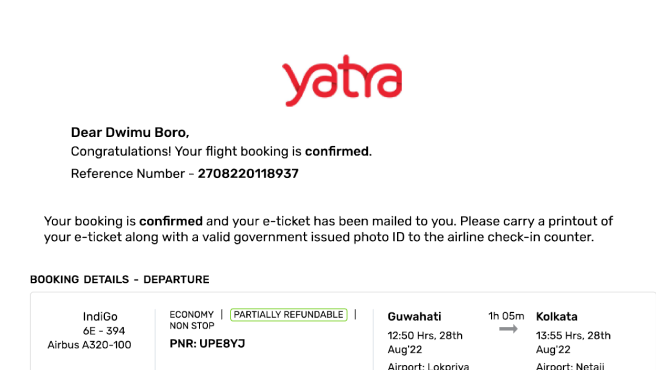 yatra
Dear Dwimu Boro,
Congratulations! Your flight booking is confirmed.
Reference Number - 2708220118937
Your booking is confirmed and your e-ticket has been mailed to you. Please carry a printout of
your e-ticket along with a valid government issued photo ID to the airline check-in counter.
BOOKING DETAILS - DEPARTURE
IndiGo
6E - 394
Airbus A320-100
ECONOMY | PARTIALLY REFUNDABLE |
NON STOP
PNR: UPE8YJ
Guwahati
12:50 Hrs, 28th
Aug'22
Airport: Lokpriya
1h 05m
Kolkata
13:55 Hrs, 28th
Aug'22
Airport: Netaji